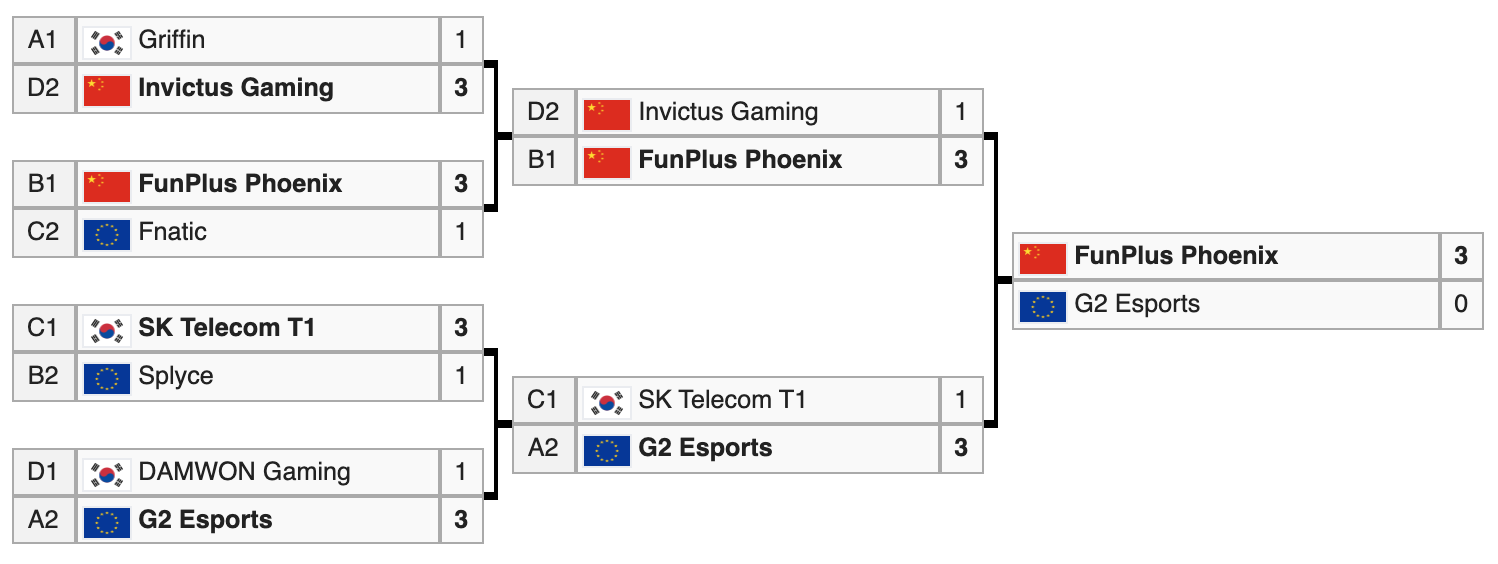 A1 Griffin 1
D2 Invictus Gaming 3
B1 FunPlus Phoenix 3
C2 Fnatic 1
C1 SK Telecom T1 3
B2 Splyce 1
D1 DAMWON Gaming 1
A2 G2 Esports 3
D2 Invictus Gaming 1
B1 FunPlus Phoenix 3
C1 SK Telecom T1 1
A2 G2 Esports 3
FunPlus Phoenix 3
G2 Esports 0